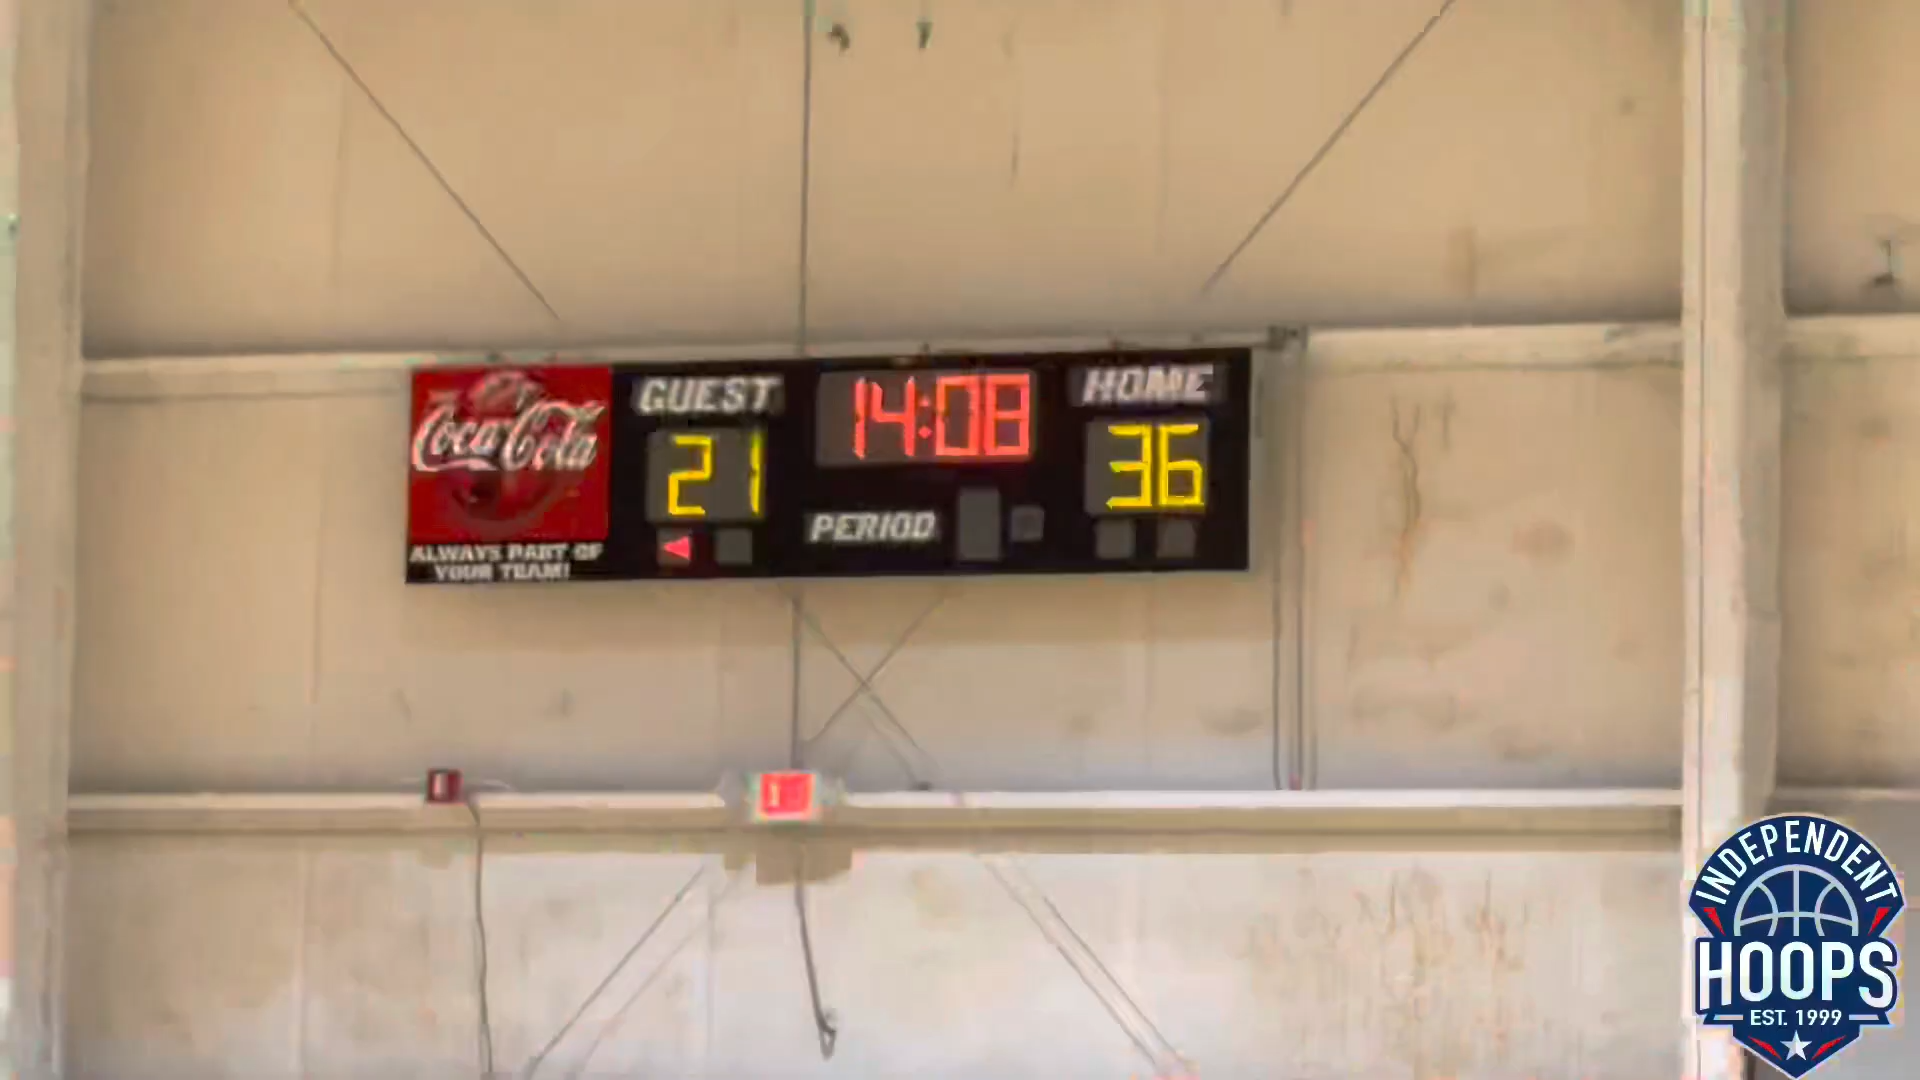 Coca-Cola
ALWAYS PART OF
YOUR TEAM!
GUEST
14:08
HOME
21
36
PERIOD
INDEPENDENT
HOOPS
EST. 1999